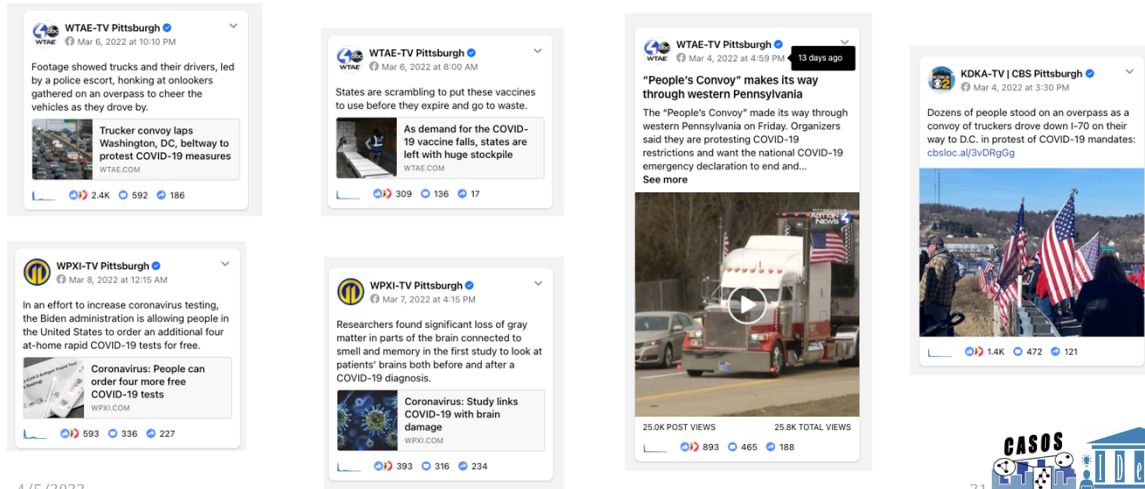 WTAE-TV Pittsburgh
Mar 6, 2022 at 10:10 PM
Footage showed trucks and their drivers, led
by a police escort, honking at onlookers
gathered on an overpass to cheer the
vehicles as they drove by.
Trucker convoy laps
Washington, DC, beltway to
protest COVID-19 measures
WTAE.COM
2.4K 592 186
WTAE-TV Pittsburgh
Mar 6, 2022 at 8:00 AM
States are scrambling to put these vaccines
to use before they expire and go to waste.
As demand for the COVID-
19 vaccine falls, states are
left with huge stockpile
WTAE.COM
309 136 17
WTAE-TV Pittsburgh
Mar 4, 2022 at 4:59 PM
13 days ago
“People’s Convoy” makes its way
through western Pennsylvania
The “People’s Convoy” made its way through
western Pennsylvania on Friday. Organizers
said they are protesting COVID-19
restrictions and want the national COVID-19
emergency declaration to end and...
See more
ACTION
NEWS 4
25.0K POST VIEWS 25.8K TOTAL VIEWS
893 465 188
KDKA-TV | CBS Pittsburgh
Mar 4, 2022 at 3:30 PM
Dozens of people stood on an overpass as a
convoy of truckers drove down I-70 on their
way to D.C. in protest of COVID-19 mandates:
cbsloc.al/3vDRgGg
1.4K 472 121
WPXI-TV Pittsburgh
Mar 8, 2022 at 12:15 AM
In an effort to increase coronavirus testing,
the Biden administration is allowing people in
the United States to order an additional four
at-home rapid COVID-19 tests for free.
Coronavirus: People can
order four more free
COVID-19 tests
WPXI.COM
593 336 227
WPXI-TV Pittsburgh
Mar 7, 2022 at 4:15 PM
Researchers found significant loss of gray
matter in parts of the brain connected to
smell and memory in the first study to look at
patients’ brains both before and after a
COVID-19 diagnosis.
Coronavirus: Study links
COVID-19 with brain
damage
WPXI.COM
393 316 234
CASOS